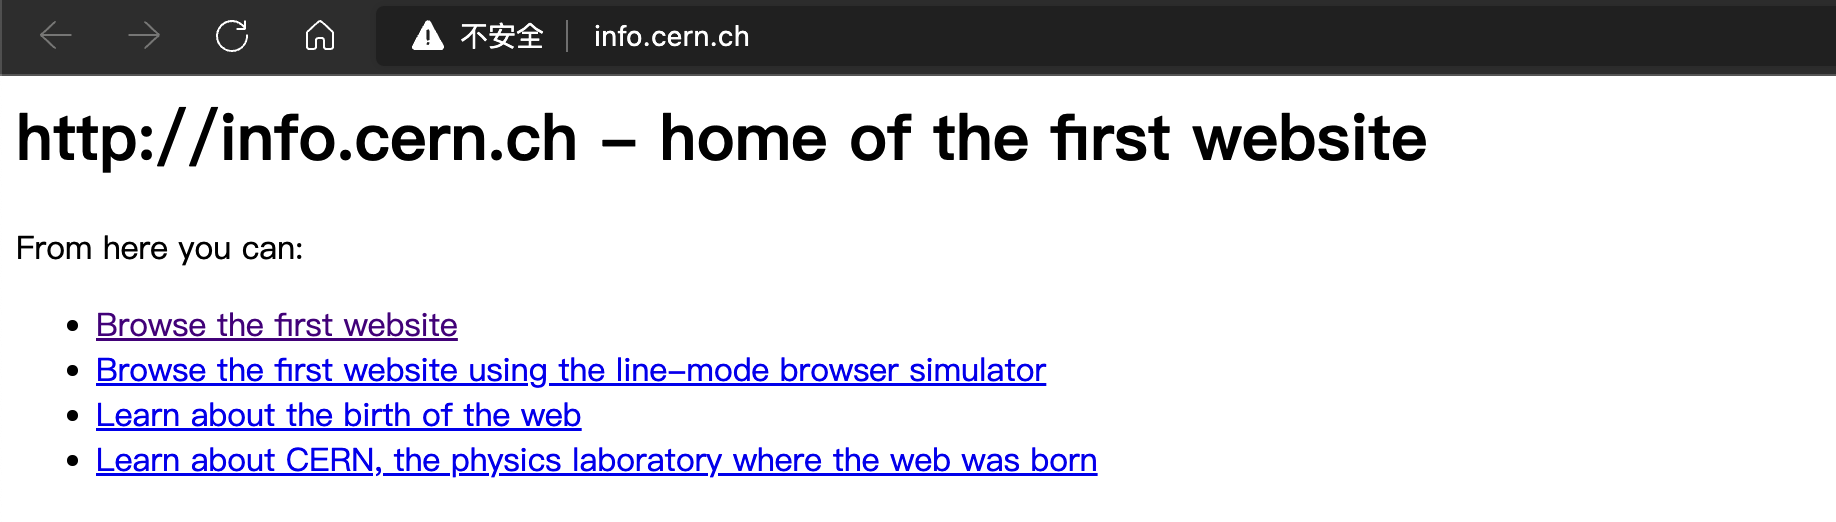 不安全 info.cern.ch
http://info.cern.ch - home of the first website
From here you can:
Browse the first website
Browse the first website using the line-mode browser simulator
Learn about the birth of the web
Learn about CERN, the physics laboratory where the web was born